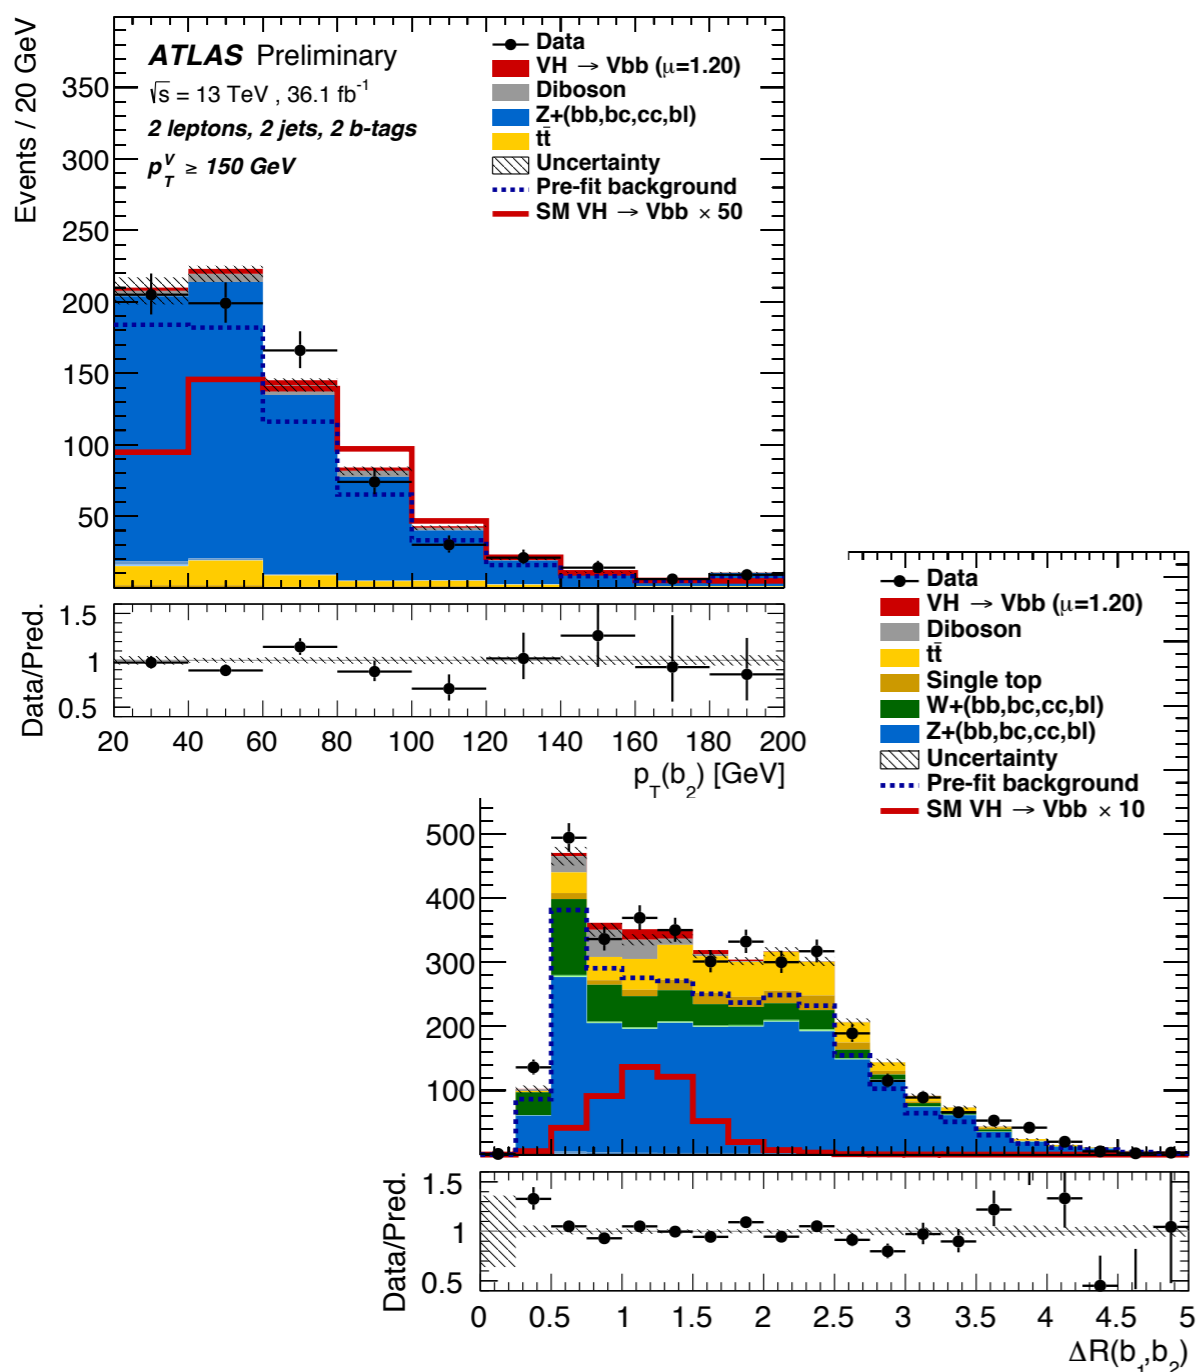 Events / 20 GeV
350
300
250
200
150
100
50
ATLAS Preliminary
√s = 13 TeV , 36.1 fb⁻¹
2 leptons, 2 jets, 2 b-tags
p_T^V ≥ 150 GeV
Data
VH → Vbb (μ=1.20)
Diboson
Z+(bb,bc,cc,bl)
tt̄
Uncertainty
Pre-fit background
SM VH → Vbb × 50
Data/Pred.
1.5
1
0.5
20 40 60 80 100 120 140 160 180 200
p_T(b_2) [GeV]
Data
VH → Vbb (μ=1.20)
Diboson
tt̄
Single top
W+(bb,bc,cc,bl)
Z+(bb,bc,cc,bl)
Uncertainty
Pre-fit background
SM VH → Vbb × 10
500
400
300
200
100
Data/Pred.
1.5
1
0.5
0 0.5 1 1.5 2 2.5 3 3.5 4 4.5 5
ΔR(b_1,b_2)